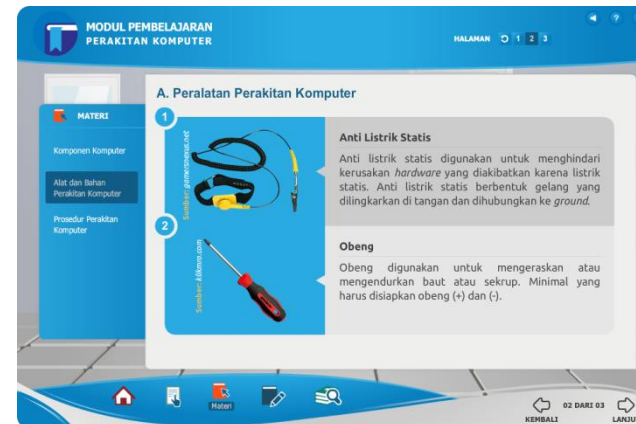 MODUL PEMBELAJARAN
PERAKITAN KOMPUTER
HALAMAN 1 2 3
?
A. Peralatan Perakitan Komputer
MATERI
Komponen Komputer
Alat dan Bahan
Perakitan Komputer
Prosedur Perakitan
Komputer
1
Sumber: gamersnexus.net
Anti Listrik Statis
Anti listrik statis digunakan untuk menghindari
kerusakan hardware yang diakibatkan karena listrik
statis. Anti listrik statis berbentuk gelang yang
dilingkarkan di tangan dan dihubungkan ke ground.
2
Obeng
Obeng digunakan untuk mengeraskan atau
mengendurkan baut atau sekrup. Minimal yang
harus disiapkan obeng (+) dan (-).
Materi
KEMBALI
02 DARI 03
LANJU